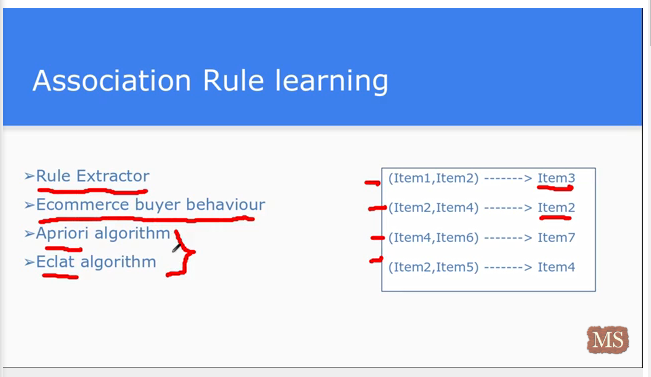 Association Rule learning
➢Rule Extractor
➢Ecommerce buyer behaviour
➢Apriori algorithm
➢Eclat algorithm
(Item1,Item2) -------> Item3
(Item2,Item4) -------> Item2
(Item4,Item6) -------> Item7
(Item2,Item5) -------> Item4
MS